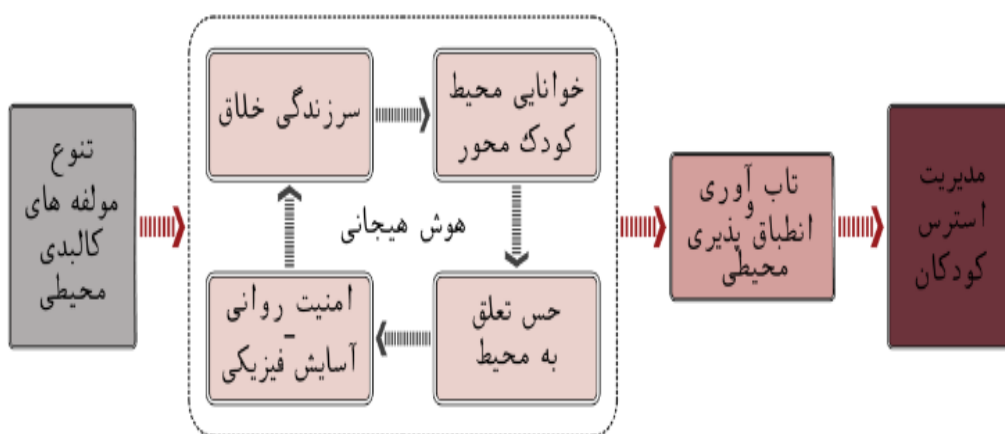 تنوع
مولفه های
کالبدی
محیطی
سرزندگی خلاق
خوانایی محیط
کودک محور
هوش هیجانی
حس تعلق
به محیط
امنیت روانی
-
آسایش فیزیکی
تاب آوری
و
انطباق پذیری
محیطی
مدیریت
استرس
کودکان